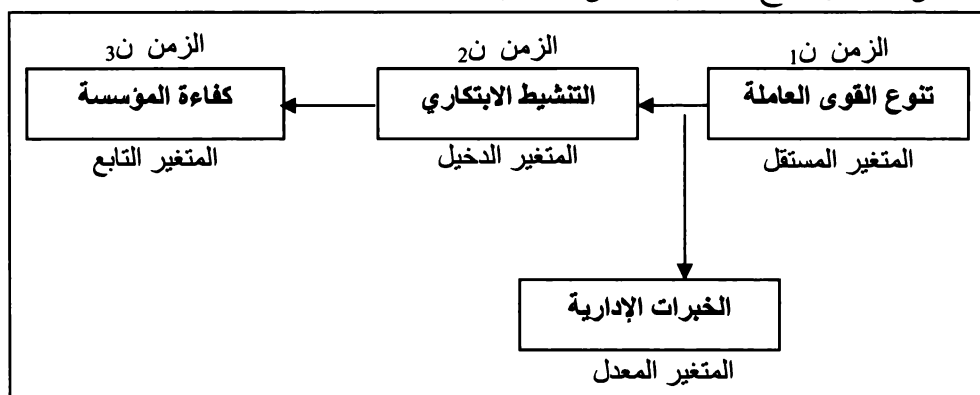 الزمن ن1
الزمن ن2
الزمن ن3
تنوع القوى العاملة
التنشيط الابتكاري
كفاءة المؤسسة
المتغير المستقل
المتغير الدخيل
المتغير التابع
الخبرات الإدارية
المتغير المعدل